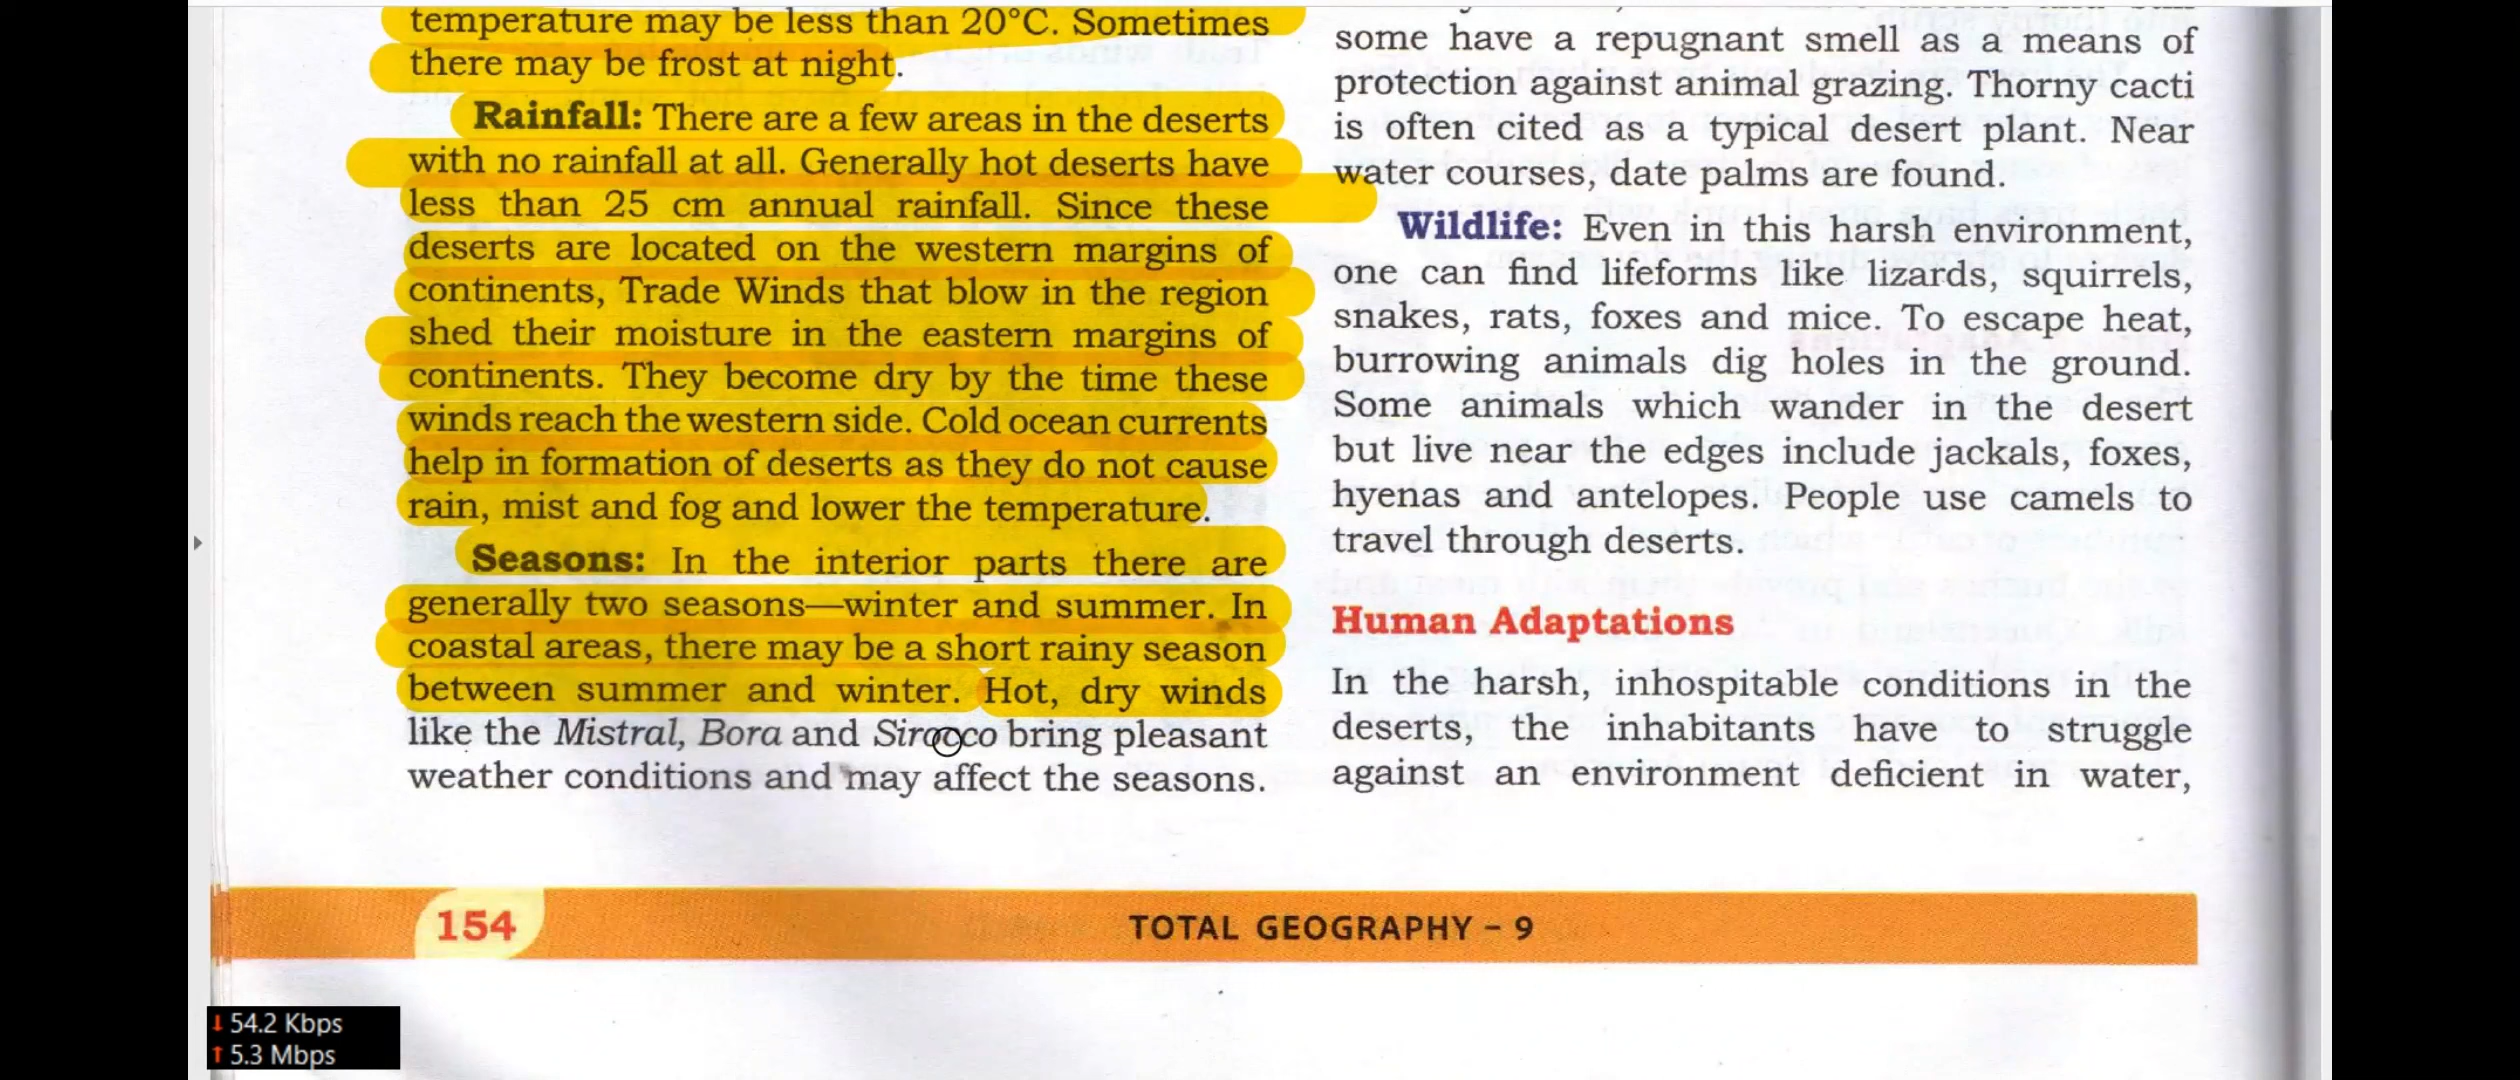 temperature may be less than 20°C. Sometimes
there may be frost at night.
Rainfall: There are a few areas in the deserts
with no rainfall at all. Generally hot deserts have
less than 25 cm annual rainfall. Since these
deserts are located on the western margins of
continents, Trade Winds that blow in the region
shed their moisture in the eastern margins of
continents. They become dry by the time these
winds reach the western side. Cold ocean currents
help in formation of deserts as they do not cause
rain, mist and fog and lower the temperature.
Seasons: In the interior parts there are
generally two seasons—winter and summer. In
coastal areas, there may be a short rainy season
between summer and winter. Hot, dry winds
like the Mistral, Bora and Sirocco bring pleasant
weather conditions and may affect the seasons.
some have a repugnant smell as a means of
protection against animal grazing. Thorny cacti
is often cited as a typical desert plant. Near
water courses, date palms are found.
Wildlife: Even in this harsh environment,
one can find lifeforms like lizards, squirrels,
snakes, rats, foxes and mice. To escape heat,
burrowing animals dig holes in the ground.
Some animals which wander in the desert
but live near the edges include jackals, foxes,
hyenas and antelopes. People use camels to
travel through deserts.
Human Adaptations
In the harsh, inhospitable conditions in the
deserts, the inhabitants have to struggle
against an environment deficient in water,
154
TOTAL GEOGRAPHY – 9
↓ 54.2 Kbps
↑ 5.3 Mbps